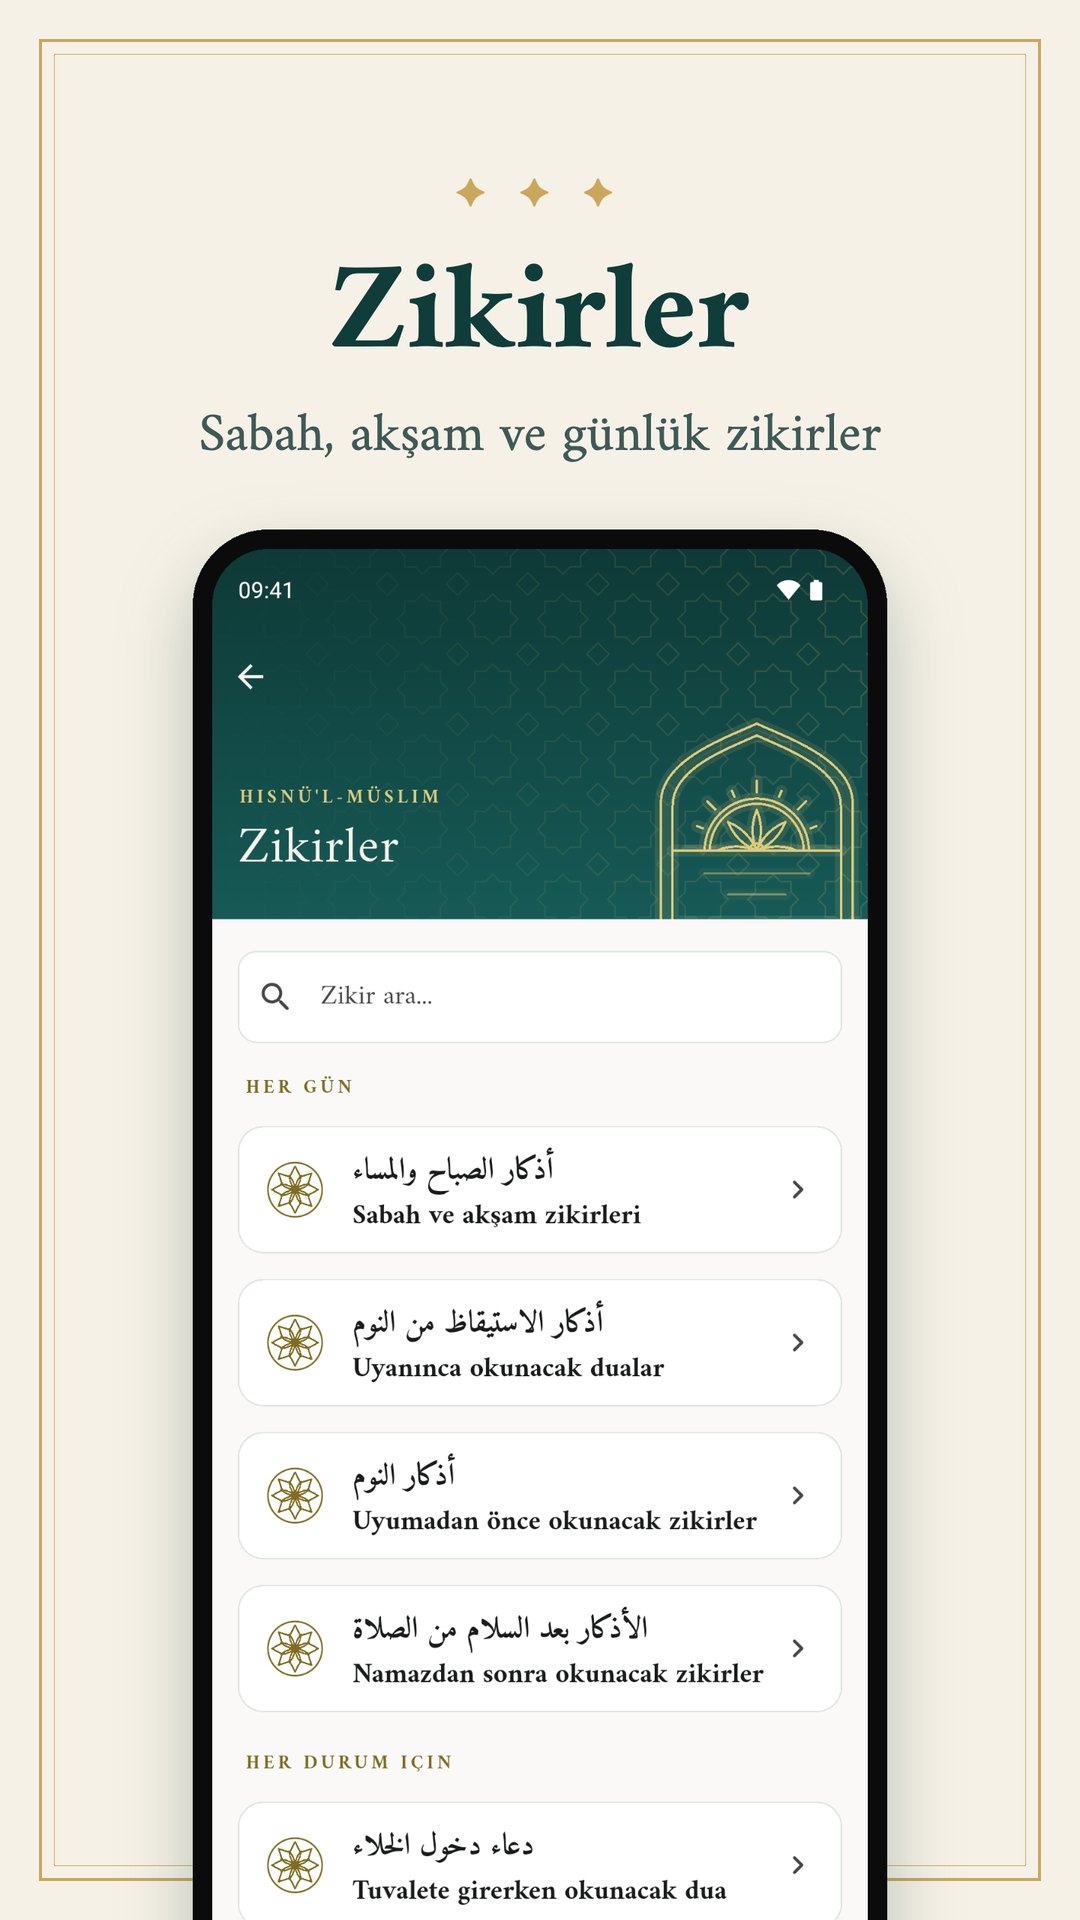 Zikirler
Sabah, akşam ve günlük zikirler
09:41
HISNÜ'L-MÜSLIM
Zikirler
Zikir ara...
HER GÜN
أذكار الصباح والمساء
Sabah ve akşam zikirleri
أذكار الاستيقاظ من النوم
Uyanınca okunacak dualar
أذكار النوم
Uyumadan önce okunacak zikirler
الأذكار بعد السلام من الصلاة
Namazdan sonra okunacak zikirler
HER DURUM IÇIN
دعاء دخول الخلاء
Tuvalete girerken okunacak dua